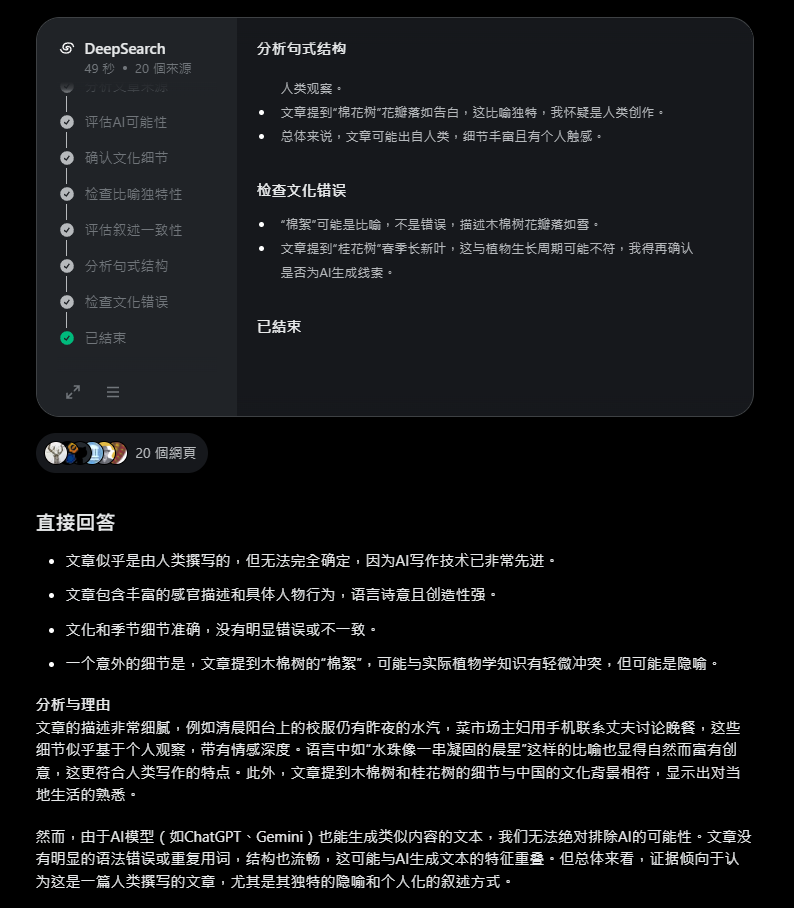 DeepSearch
49 秒 • 20 個來源
分析文章来源
评估AI可能性
确认文化细节
检查比喻独特性
评估叙述一致性
分析句式结构
检查文化错误
已結束
分析句式结构
人类观察。
文章提到“棉花树”花瓣落如告白，这比喻独特，我怀疑是人类创作。
总体来说，文章可能出自人类，细节丰富且有个人触感。
检查文化错误
“棉絮”可能是比喻，不是错误，描述木棉树花瓣落如雪。
文章提到“桂花树”春季长新叶，这与植物生长周期可能不符，我得再确认
是否为AI生成线索。
已結束
20 個網頁
直接回答
文章似乎是由人类撰写的，但无法完全确定，因为AI写作技术已非常先进。
文章包含丰富的感官描述和具体人物行为，语言诗意且创造性强。
文化和季节细节准确，没有明显错误或不一致。
一个意外的细节是，文章提到木棉树的“棉絮”，可能与实际植物学知识有轻微冲突，但可能是隐喻。
分析与理由
文章的描述非常细腻，例如清晨阳台上的校服仍有昨夜的水汽，菜市场主妇用手机联系丈夫讨论晚餐，这些
细节似乎基于个人观察，带有情感深度。语言中如“水珠像一串凝固的晨星”这样的比喻也显得自然而富有创
意，这更符合人类写作的特点。此外，文章提到木棉树和桂花树的细节与中国的文化背景相符，显示出对当
地生活的熟悉。
然而，由于AI模型（如ChatGPT、Gemini）也能生成类似内容的文本，我们无法绝对排除AI的可能性。文章没
有明显的语法错误或重复用词，结构也流畅，这可能与AI生成文本的特征重叠。但总体来看，证据倾向于认
为这是一篇人类撰写的文章，尤其是其独特的隐喻和个人化的叙述方式。